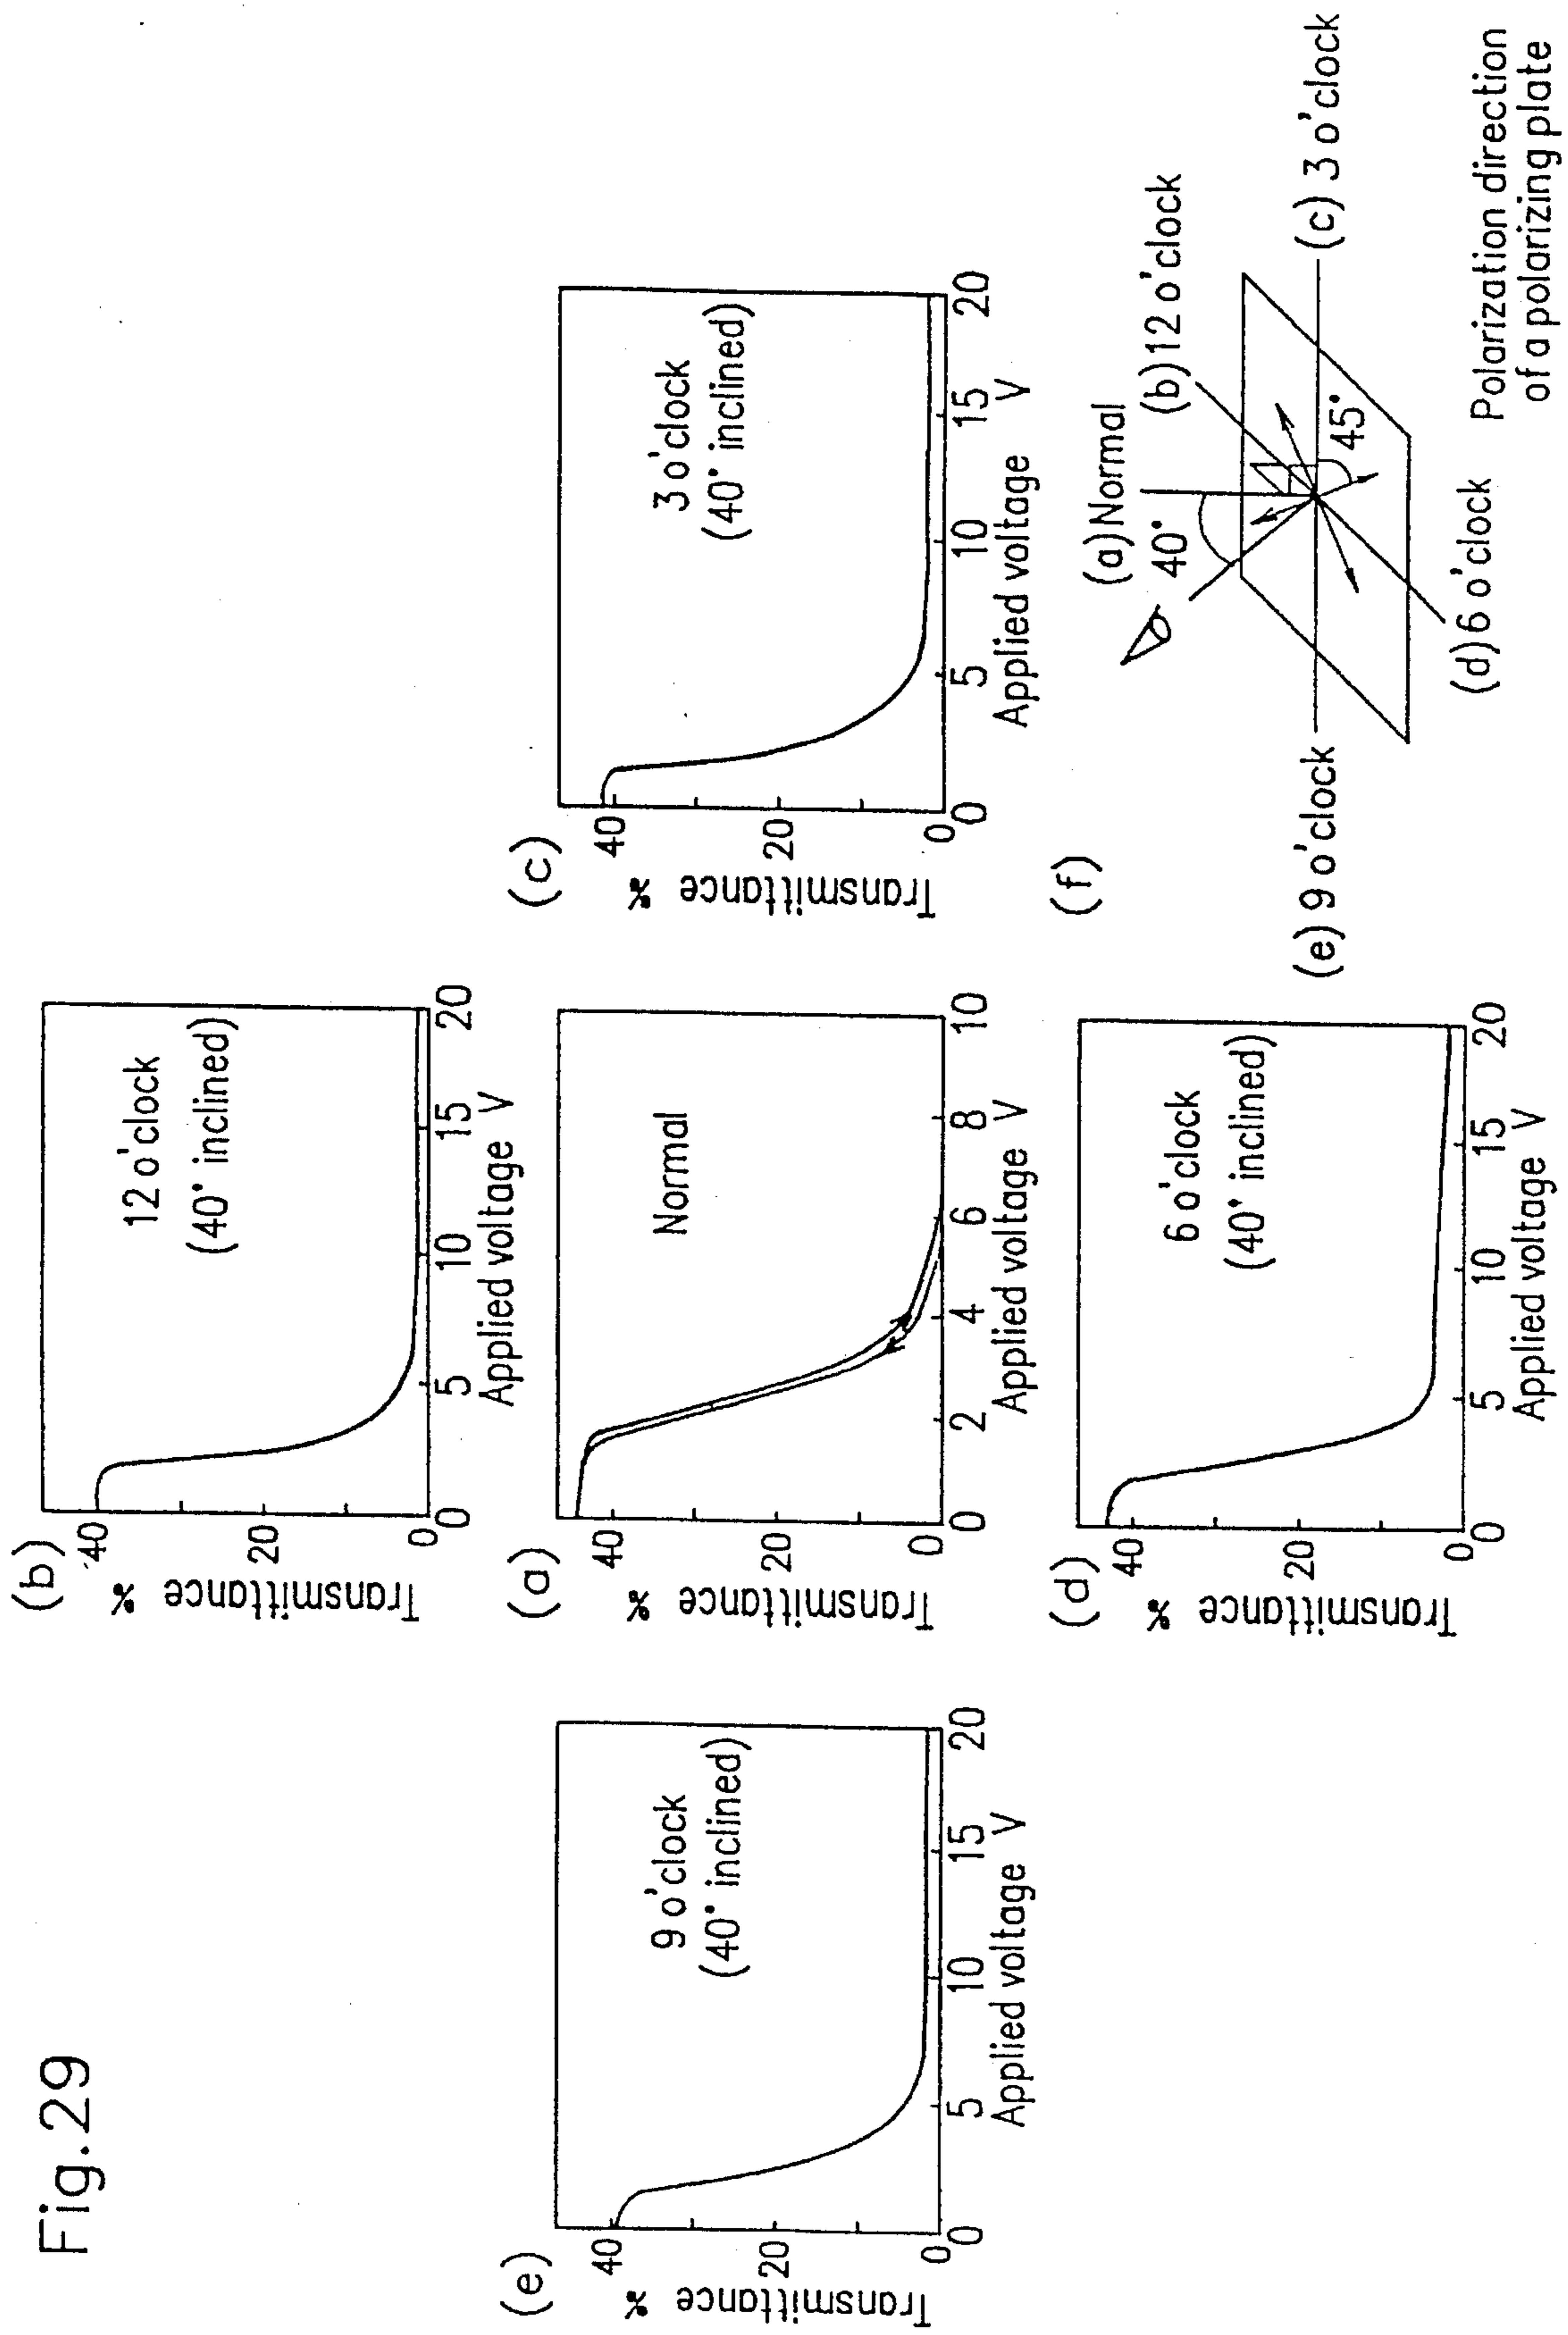 Fig.29
(b)
Transmittance %
40
20
0
12 o'clock
(40° inclined)
0 5 10 15 20
Applied voltage V
(e)
Transmittance %
40
20
0
9 o'clock
(40° inclined)
0 5 10 15 20
Applied voltage V
(a)
Transmittance %
40
20
0
Normal
0 2 4 6 8 10
Applied voltage V
(c)
Transmittance %
40
20
0
3 o'clock
(40° inclined)
0 5 10 15 20
Applied voltage V
(d)
Transmittance %
40
20
0
6 o'clock
(40° inclined)
0 5 10 15 20
Applied voltage V
(f)
(a) Normal
40°
(b) 12 o'clock
(e) 9 o'clock
(c) 3 o'clock
45°
(d) 6 o'clock
Polarization direction
of a polarizing plate